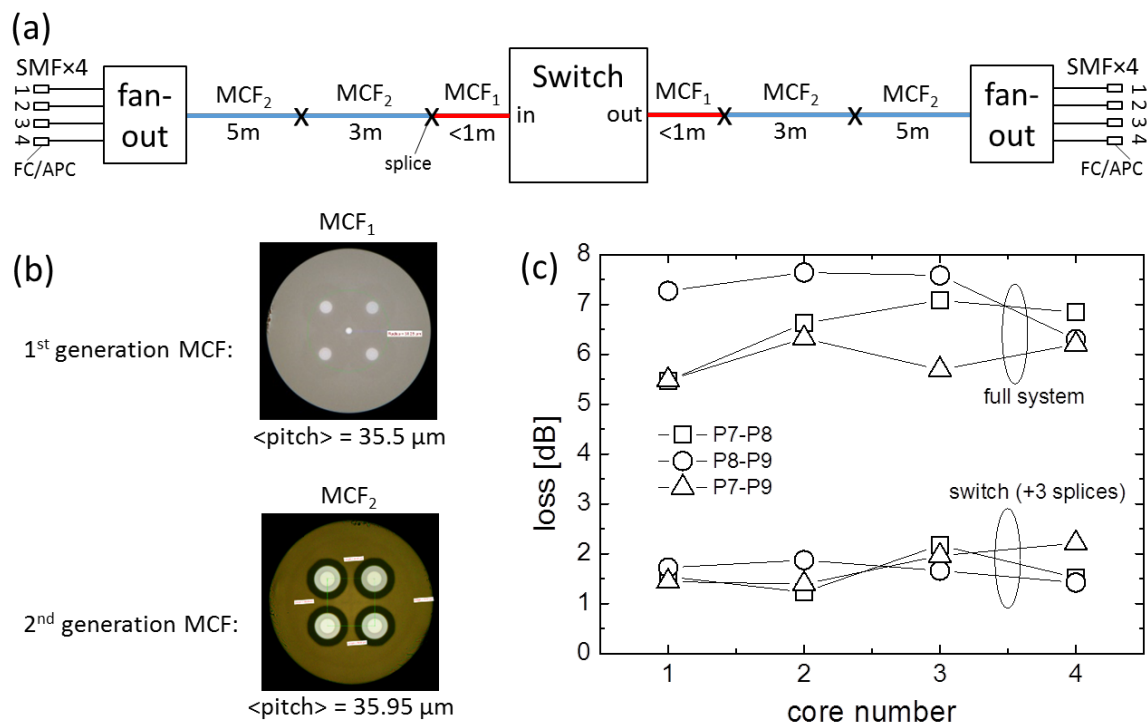 (a)
SMF×4
1
2
3
4
FC/APC
fan-
out
MCF2
5m
MCF2
3m
splice
MCF1
<1m
Switch
in
out
MCF1
<1m
MCF2
3m
MCF2
5m
fan-
out
SMF×4
1
2
3
4
FC/APC
(b)
MCF1
1st generation MCF:
<pitch> = 35.5 µm
MCF2
2nd generation MCF:
<pitch> = 35.95 µm
(c)
8
7
6
5
4
3
2
1
0
loss [dB]
full system
P7-P8
P8-P9
P7-P9
switch (+3 splices)
1 2 3 4
core number